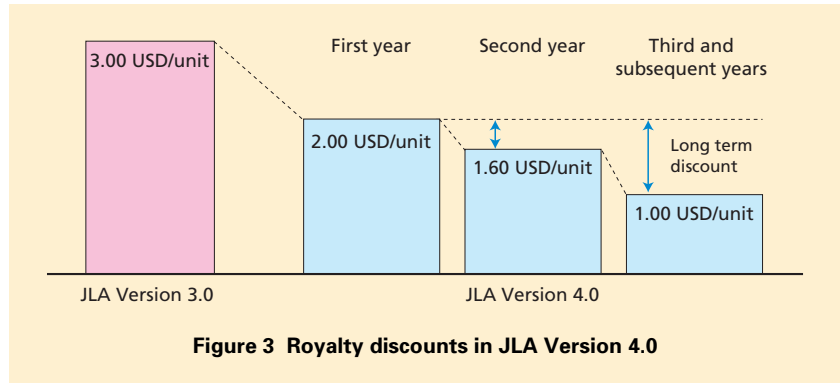 First year
Second year
Third and
subsequent years
3.00 USD/unit
2.00 USD/unit
1.60 USD/unit
1.00 USD/unit
Long term
discount
JLA Version 3.0
JLA Version 4.0
Figure 3 Royalty discounts in JLA Version 4.0